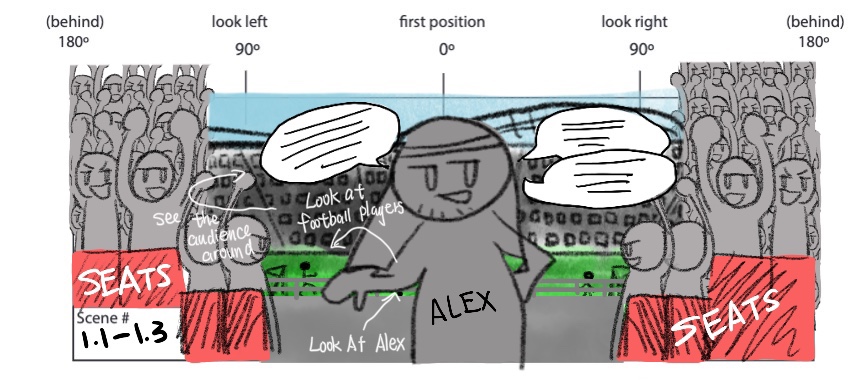 (behind)
180º
look left
90º
first position
0º
look right
90º
(behind)
180º
see the
audience
around
Look at
football players
SEATS
Scene #
1.1-1.3
Look At Alex
ALEX
SEATS